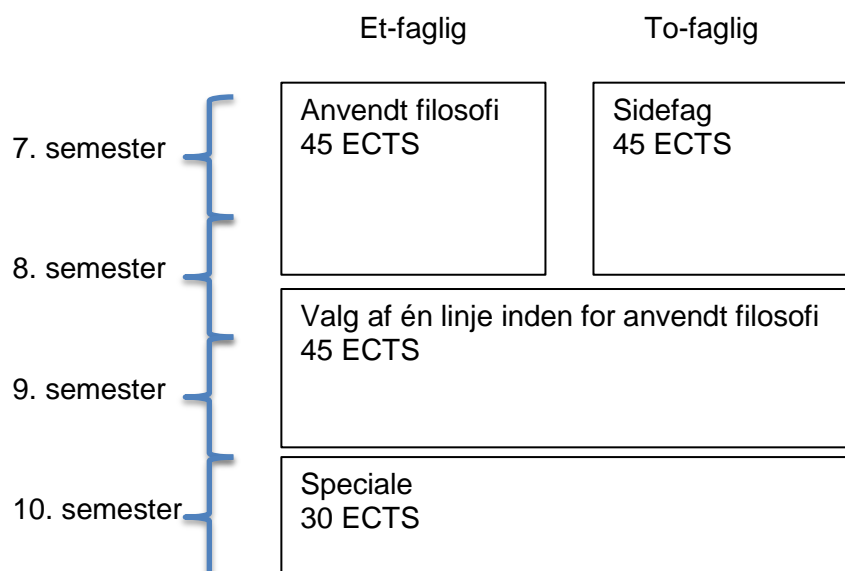 Et-faglig
To-faglig
7. semester
Anvendt filosofi
45 ECTS
Sidefag
45 ECTS
8. semester
Valg af én linje inden for anvendt filosofi
45 ECTS
9. semester
10. semester
Speciale
30 ECTS